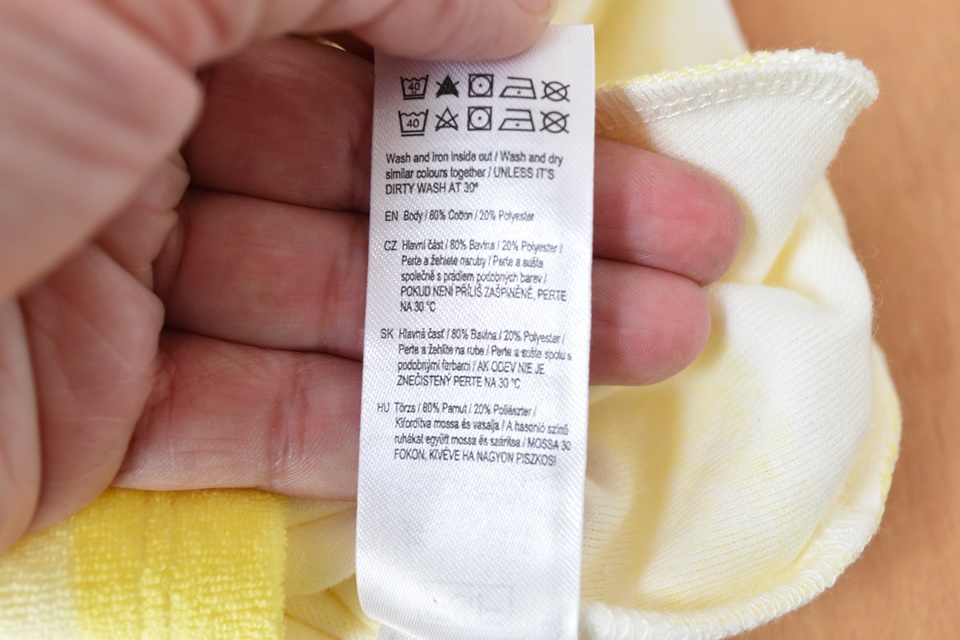 40
40
Wash and iron inside out / Wash and dry
similar colours together / UNLESS IT'S
DIRTY WASH AT 30°
EN Body / 80% Cotton / 20% Polyester
CZ Hlavní část / 80% Bavlna / 20% Polyester /
Perte a žehlete naruby / Perte a sušte
společně s prádlem podobných barev /
POKUD NENÍ PŘÍLIŠ ZAŠPINĚNÉ, PERTE
NA 30 °C
SK Hlavná časť / 80% Bavlna / 20% Polyester /
Perte a žehlite na rube / Perte a sušte spolu s
podobnými farbami / AK ODEV NIE JE
ZNEČISTENÝ PERTE NA 30 °C
HU Törzs / 80% Pamut / 20% Poliészter /
Kifordítva mossa és vasalja / A hasonló színű
ruhákat együtt mossa és szárítsa / MOSSA 30
FOKON, KIVÉVE HA NAGYON PISZKOS!